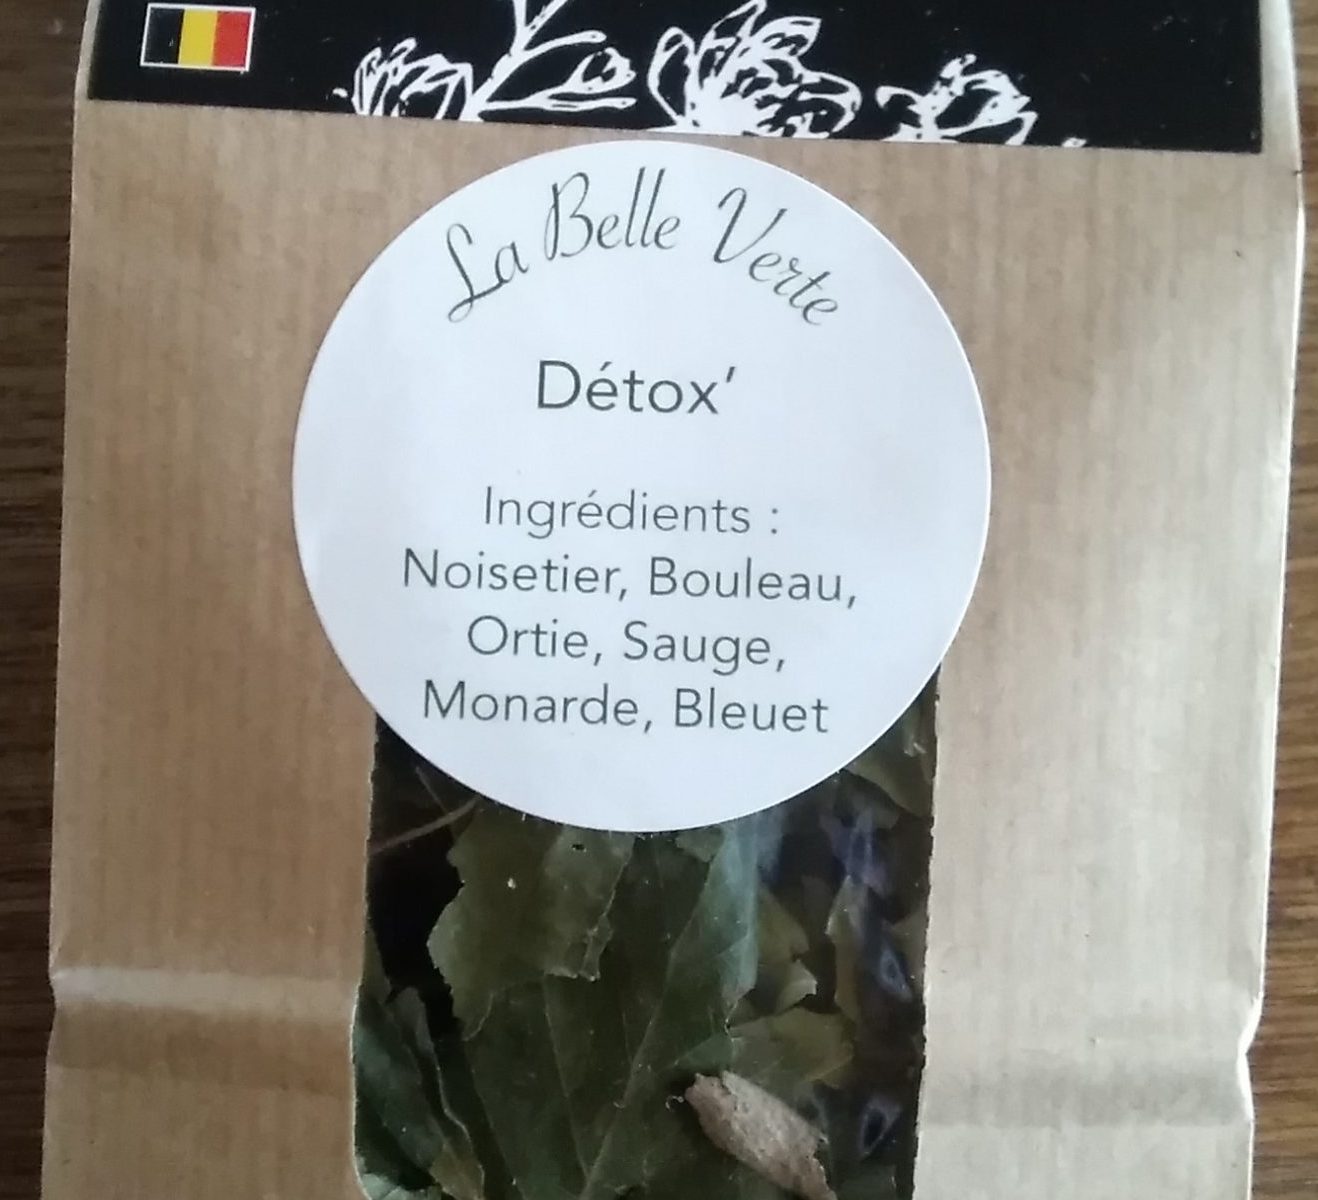 La Belle Verte
Détox'
Ingrédients :
Noisetier, Bouleau,
Ortie, Sauge,
Monarde, Bleuet